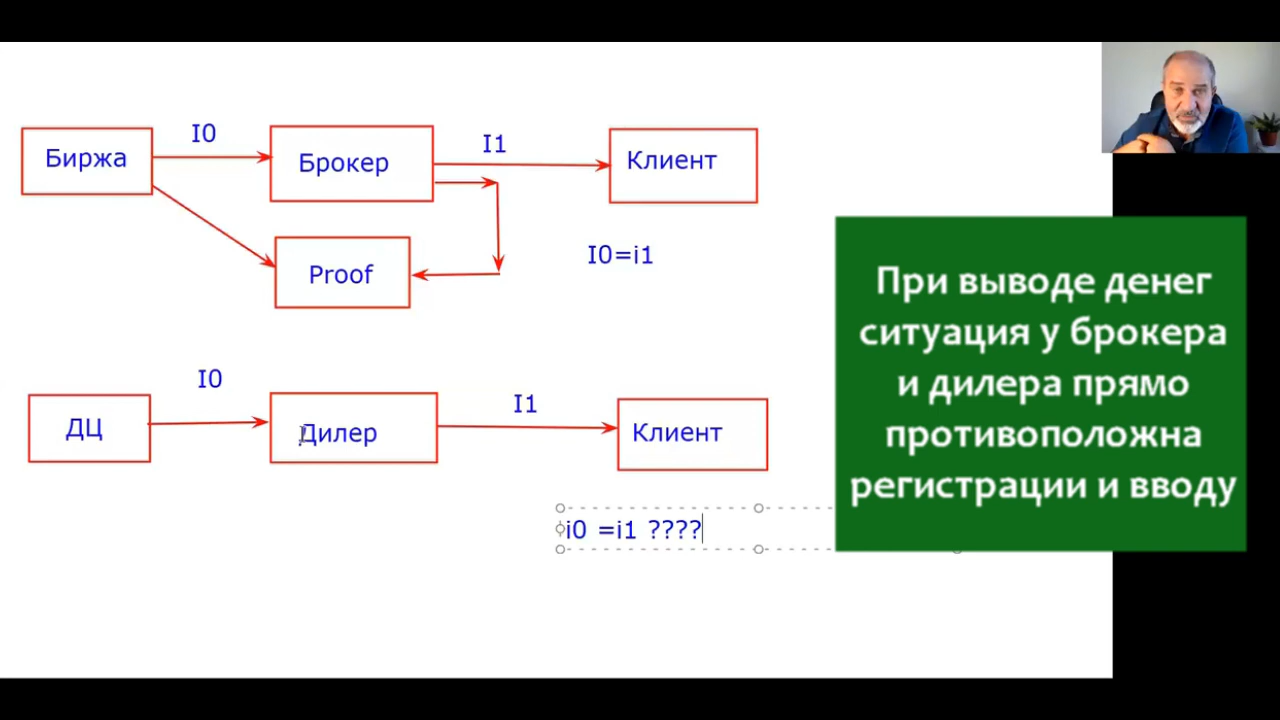 I0
I1
Биржа
Брокер
Клиент
I0=i1
Proof
I0
I1
ДЦ
Дилер
Клиент
i0 =i1 ????
При выводе денег
ситуация у брокера
и дилера прямо
противоположна
регистрации и вводу